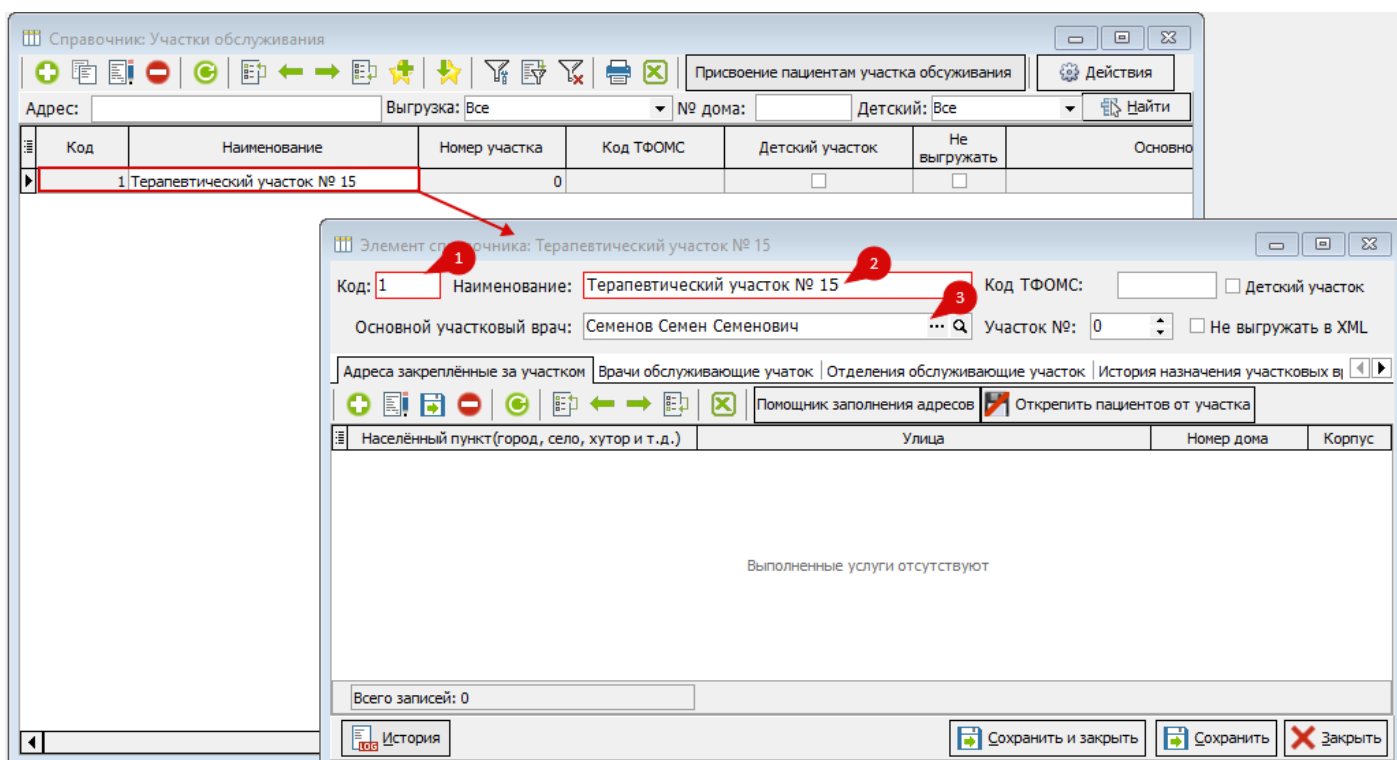 Справочник: Участки обслуживания
Присвоение пациентам участка обсуживания Действия
Адрес: Выгрузка: Все № дома: Детский: Все Найти
Код Наименование Номер участка Код ТФОМС Детский участок Не выгружать Основно
1 Терапевтический участок № 15 0
Элемент справочника: Терапевтический участок № 15
1
2
Код: 1 Наименование: Терапевтический участок № 15 Код ТФОМС: Детский участок
3
Основной участковый врач: Семенов Семен Семенович ... Участок №: 0 Не выгружать в XML
Адреса закреплённые за участком Врачи обслуживающие учаток Отделения обслуживающие участок История назначения участковых
Помощник заполнения адресов Открепить пациентов от участка
Населённый пункт(город, село, хутор и т.д.) Улица Номер дома Корпус
Выполненные услуги отсутствуют
Всего записей: 0
LOG История Сохранить и закрыть Сохранить Закрыть